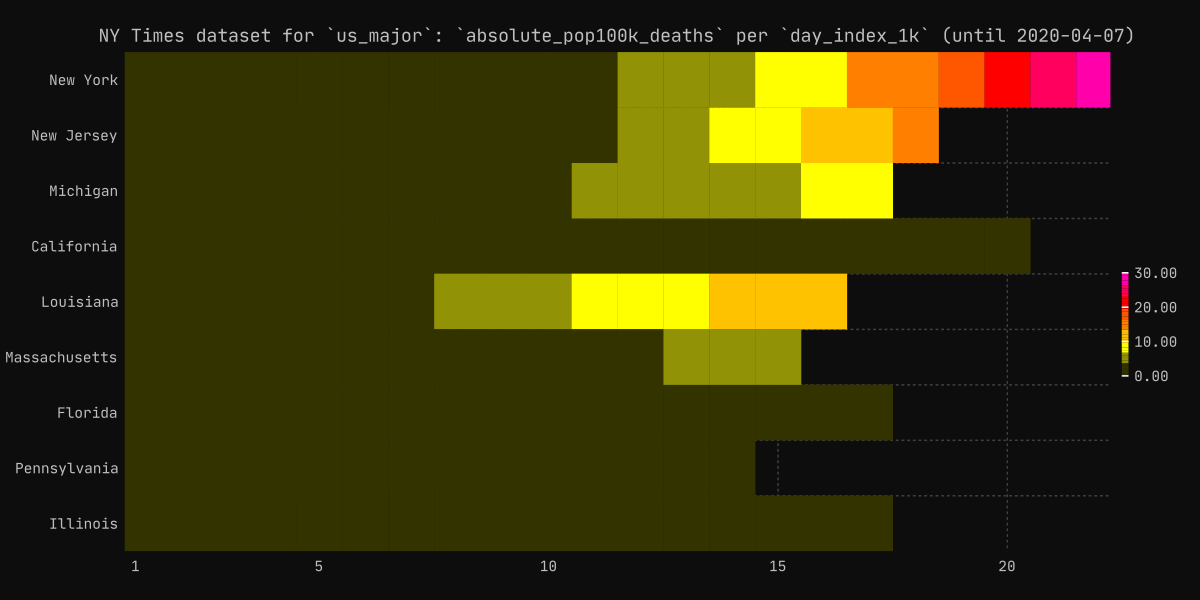 NY Times dataset for `us_major`: `absolute_pop100k_deaths` per `day_index_1k` (until 2020-04-07)
New York
New Jersey
Michigan
California
Louisiana
Massachusetts
Florida
Pennsylvania
Illinois
30.00
20.00
10.00
0.00
1 5 10 15 20